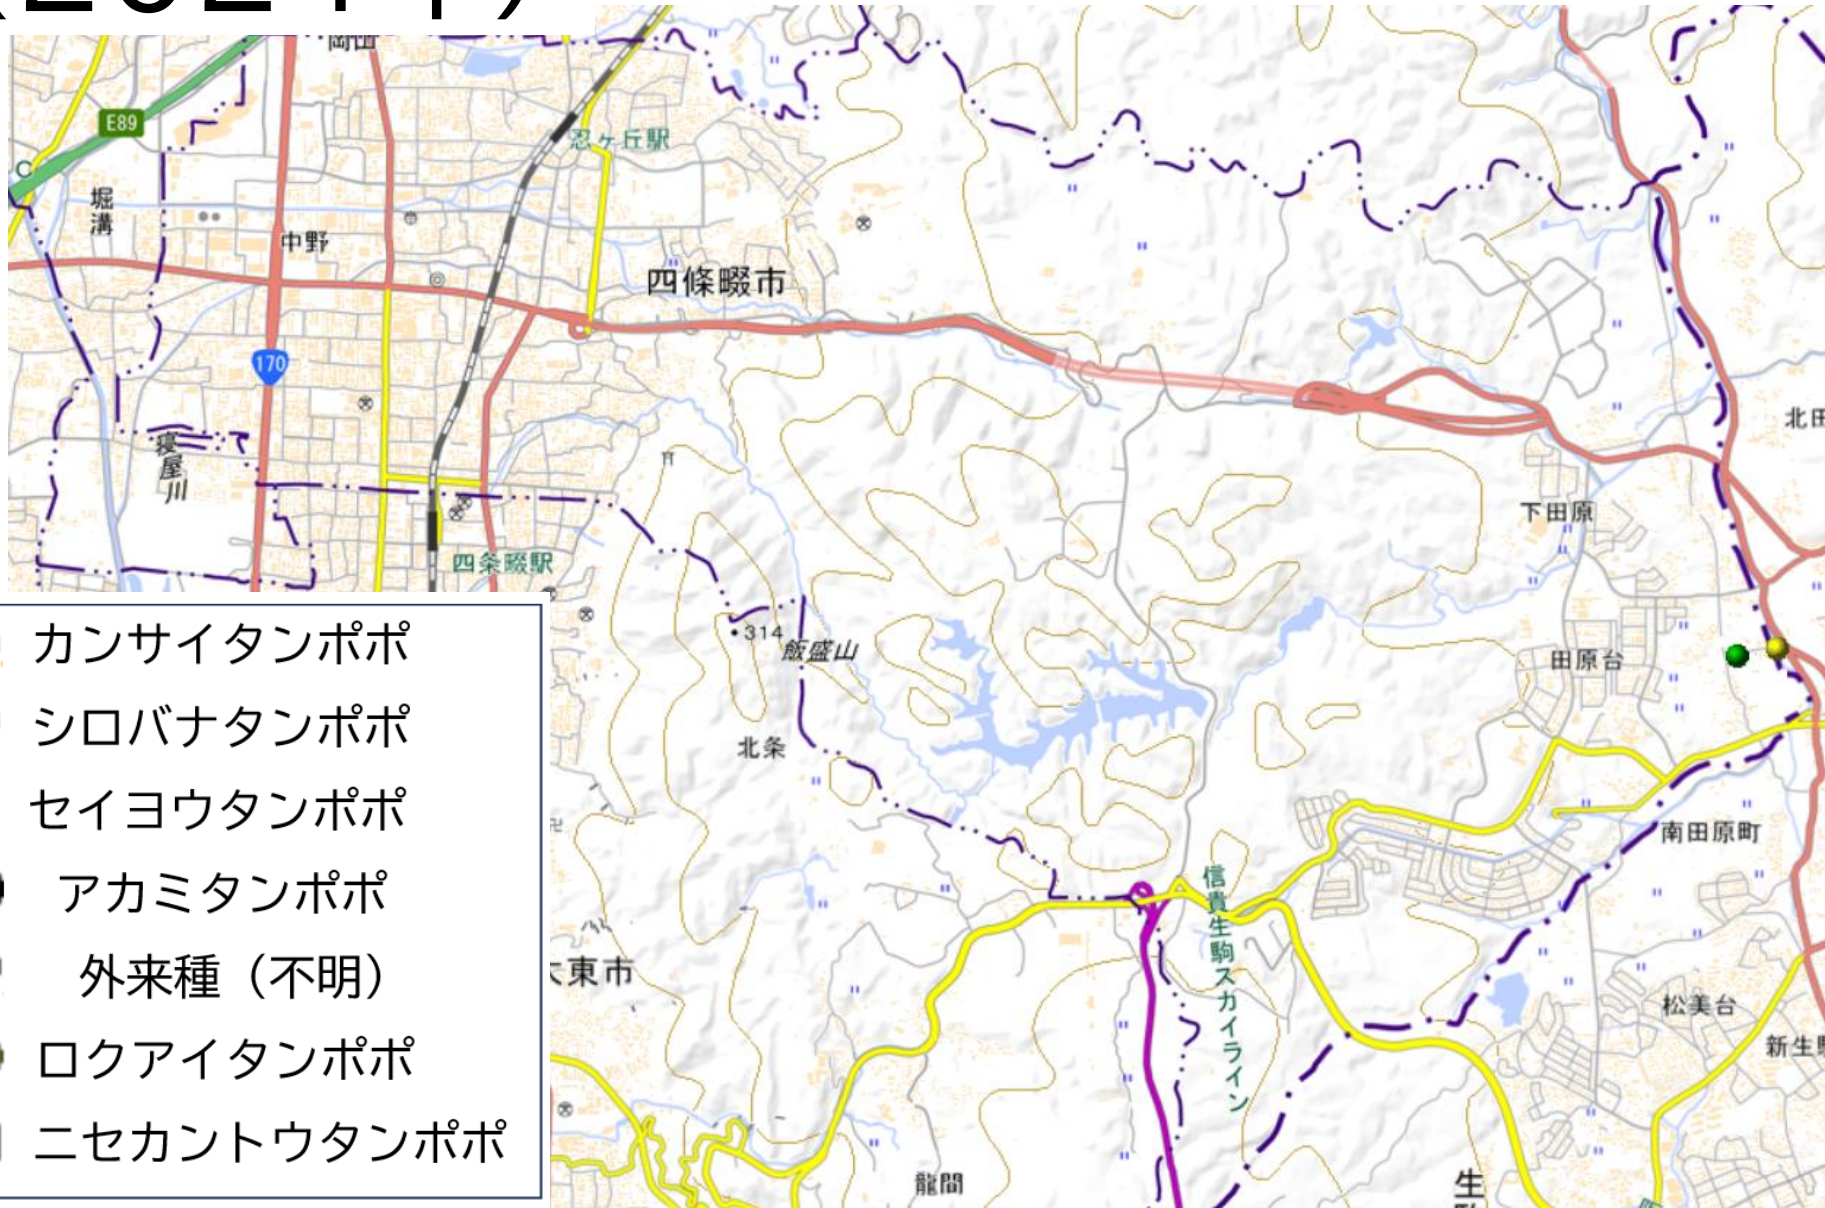 岡山
E89
C
忍ヶ丘駅
堀溝
中野
四條畷市
170
寝屋川
北田
下田原
四条畷駅
314
飯盛山
田原台
カンサイタンポポ
シロバナタンポポ
北条
セイヨウタンポポ
南田原町
アカミタンポポ
信貴生駒スカイライン
外来種（不明）
大東市
松美台
新生駒
ロクアイタンポポ
ニセカントウタンポポ
龍間
生